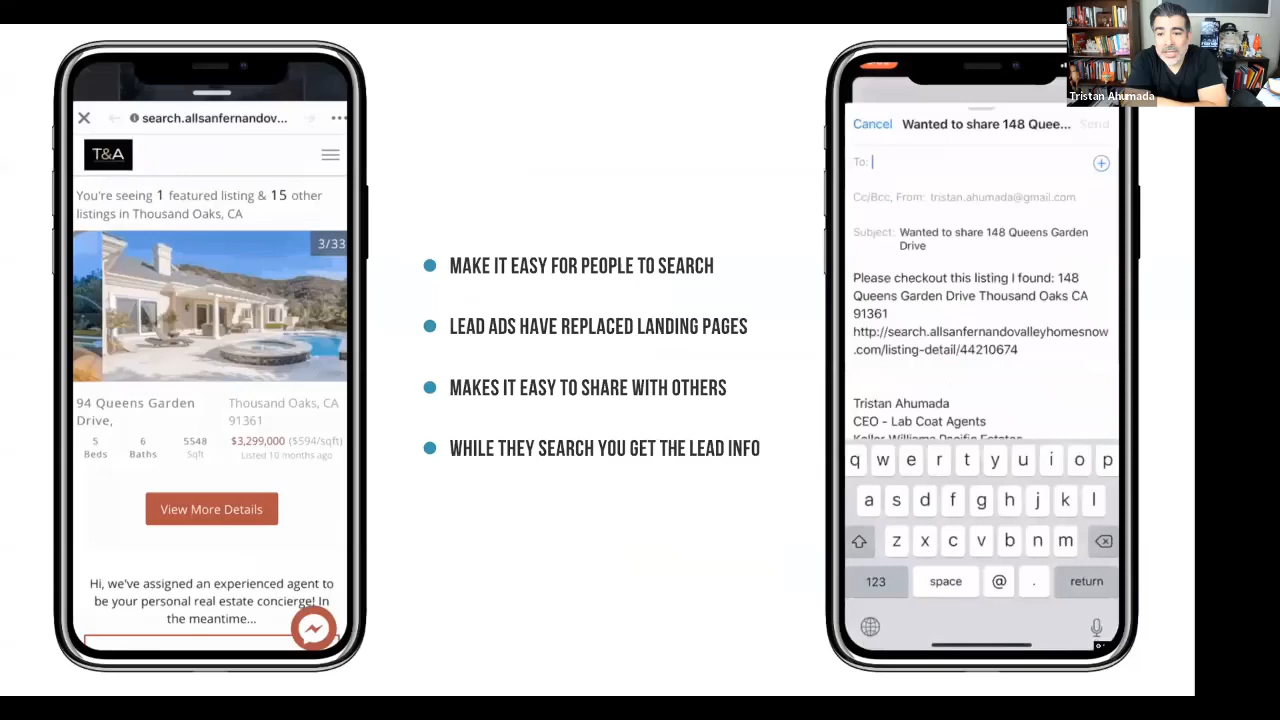 search.allsanfernandov...
T&A
You're seeing 1 featured listing & 15 other
listings in Thousand Oaks, CA
3/33
94 Queens Garden
Drive,
Thousand Oaks, CA
91361
5
Beds
6
Baths
5548
Sqft
$3,299,000 ($594/sqft)
Listed 10 months ago
View More Details
Hi, we've assigned an experienced agent to
be your personal real estate concierge! In
the meantime...
MAKE IT EASY FOR PEOPLE TO SEARCH
LEAD ADS HAVE REPLACED LANDING PAGES
MAKES IT EASY TO SHARE WITH OTHERS
WHILE THEY SEARCH YOU GET THE LEAD INFO
Tristan Ahumada
Cancel Wanted to share 148 Quee... Send
To:
Cc/Bcc, From: tristan.ahumada@gmail.com
Subject: Wanted to share 148 Queens Garden
Drive
Please checkout this listing I found: 148
Queens Garden Drive Thousand Oaks CA
91361
http://search.allsanfernandovalleyhomesnow
.com/listing-detail/44210674
Tristan Ahumada
CEO - Lab Coat Agents
Keller Williams Pacific Estates
q w e r t y u i o p
a s d f g h j k l
z x c v b n m
123 space @ . return